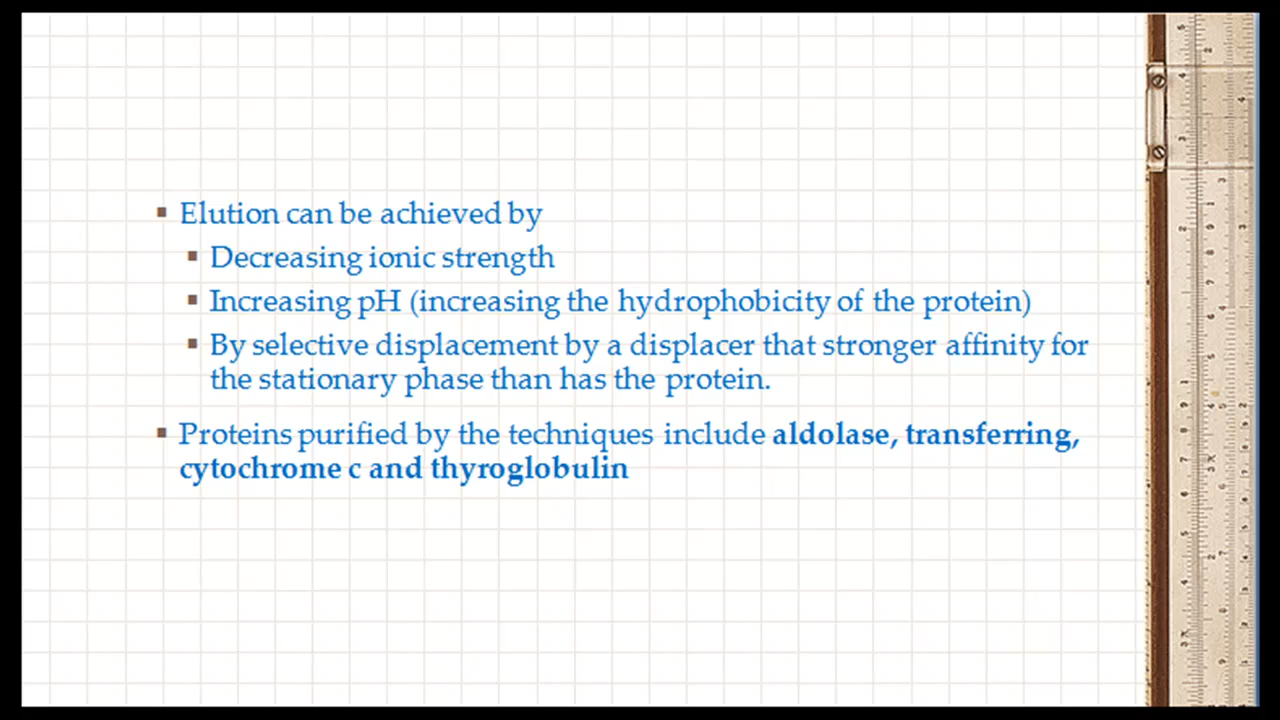 Elution can be achieved by
Decreasing ionic strength
Increasing pH (increasing the hydrophobicity of the protein)
By selective displacement by a displacer that stronger affinity for
the stationary phase than has the protein.
Proteins purified by the techniques include aldolase, transferring,
cytochrome c and thyroglobulin